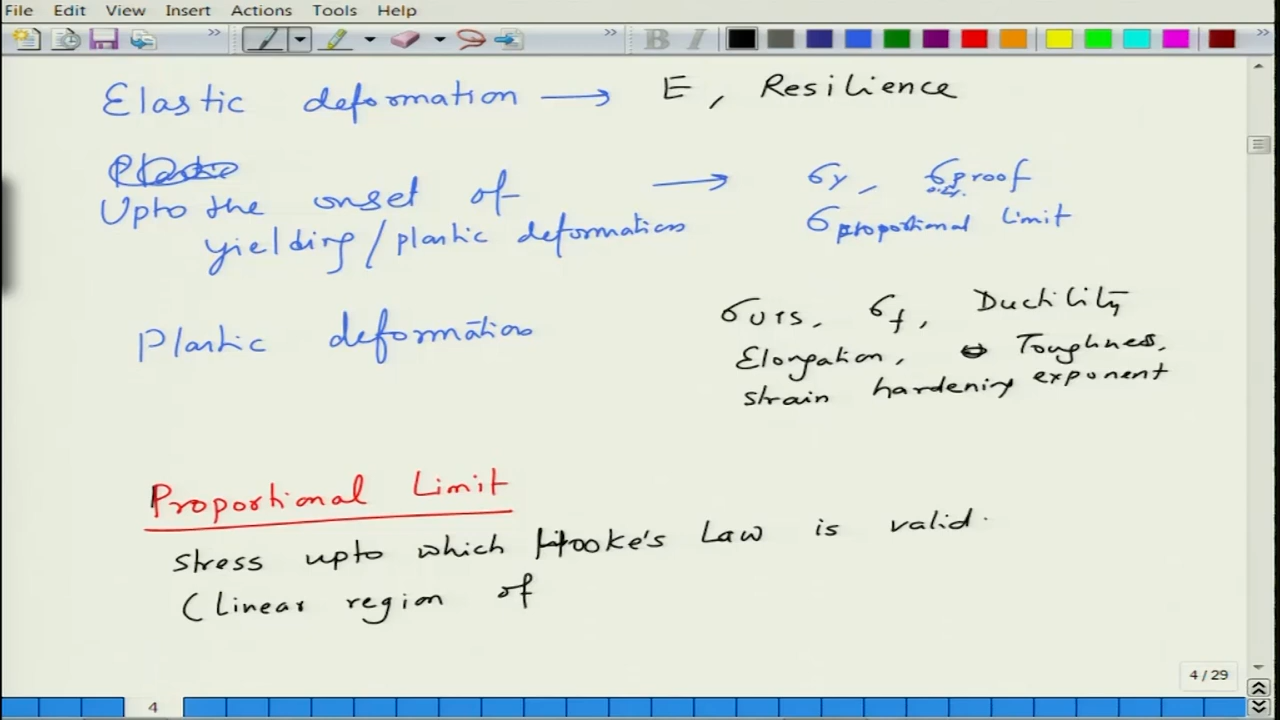 File Edit View Insert Actions Tools Help
Elastic deformation → E, Resilience
Upto the onset of
yielding/plastic deformation → σy, σproof
σproportional Limit
Plastic deformation
σUTS, σf, Ductility
Elongation, Toughness,
strain hardening exponent
Proportional Limit
Stress upto which Hooke's Law is valid.
(Linear region of
4 / 29
4